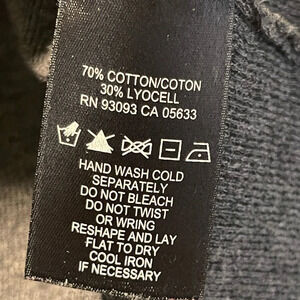 70% COTTON/COTON
30% LYOCELL
RN 93093 CA 05633
HAND WASH COLD
SEPARATELY
DO NOT BLEACH
DO NOT TWIST
OR WRING
RESHAPE AND LAY
FLAT TO DRY
COOL IRON
IF NECESSARY